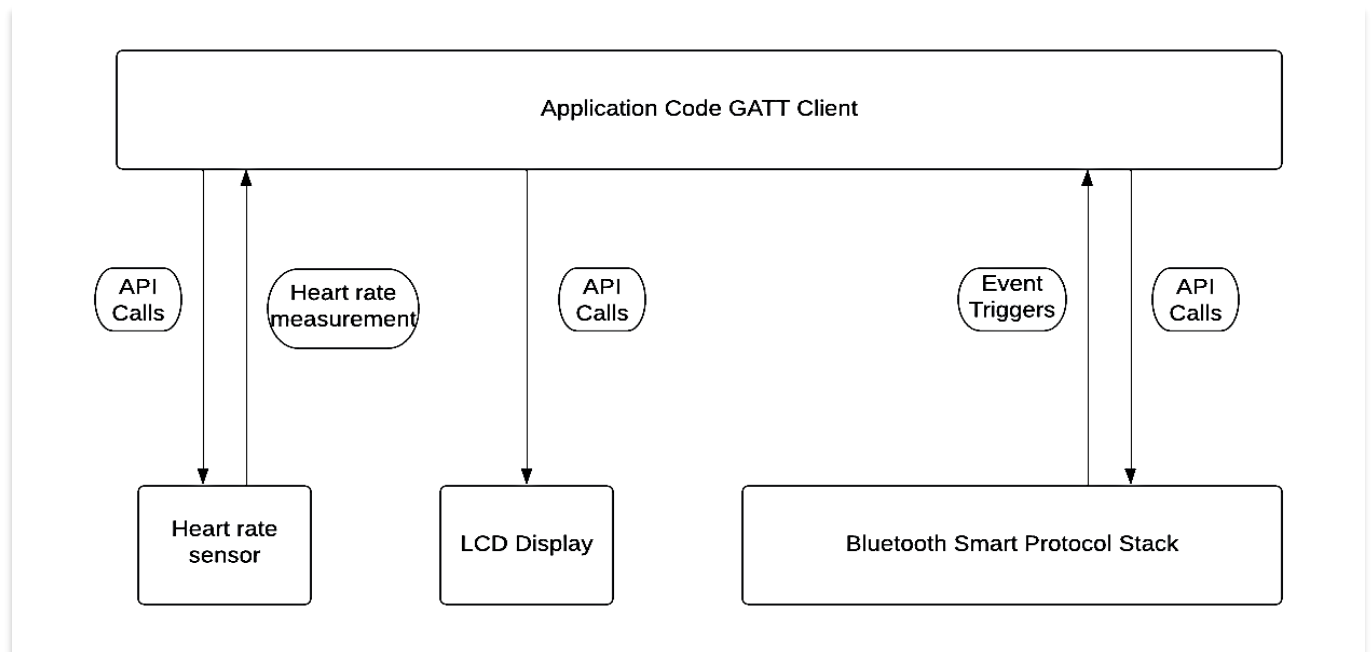 Application Code GATT Client
API
Calls
Heart rate
measurement
API
Calls
Event
Triggers
API
Calls
Heart rate
sensor
LCD Display
Bluetooth Smart Protocol Stack